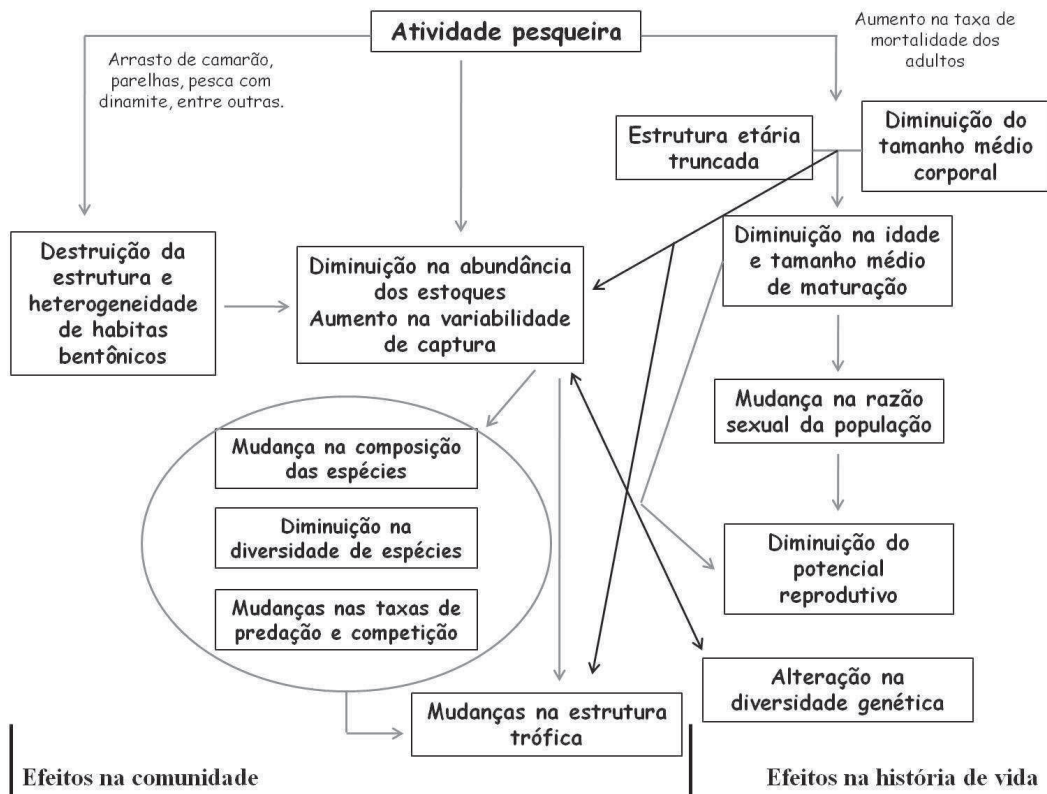 Atividade pesqueira
Aumento na taxa de
mortalidade dos
adultos
Arrasto de camarão,
parelhas, pesca com
dinamite, entre outras.
Estrutura etária
truncada
Diminuição do
tamanho médio
corporal
Destruição da
estrutura e
heterogeneidade
de habitas
bentônicos
Diminuição na abundância
dos estoques
Aumento na variabilidade
de captura
Diminuição na idade
e tamanho médio
de maturação
Mudança na razão
sexual da população
Mudança na composição
das espécies
Diminuição na
diversidade de espécies
Mudanças nas taxas de
predação e competição
Diminuição do
potencial
reprodutivo
Alteração na
diversidade genética
Mudanças na estrutura
trófica
Efeitos na comunidade
Efeitos na história de vida